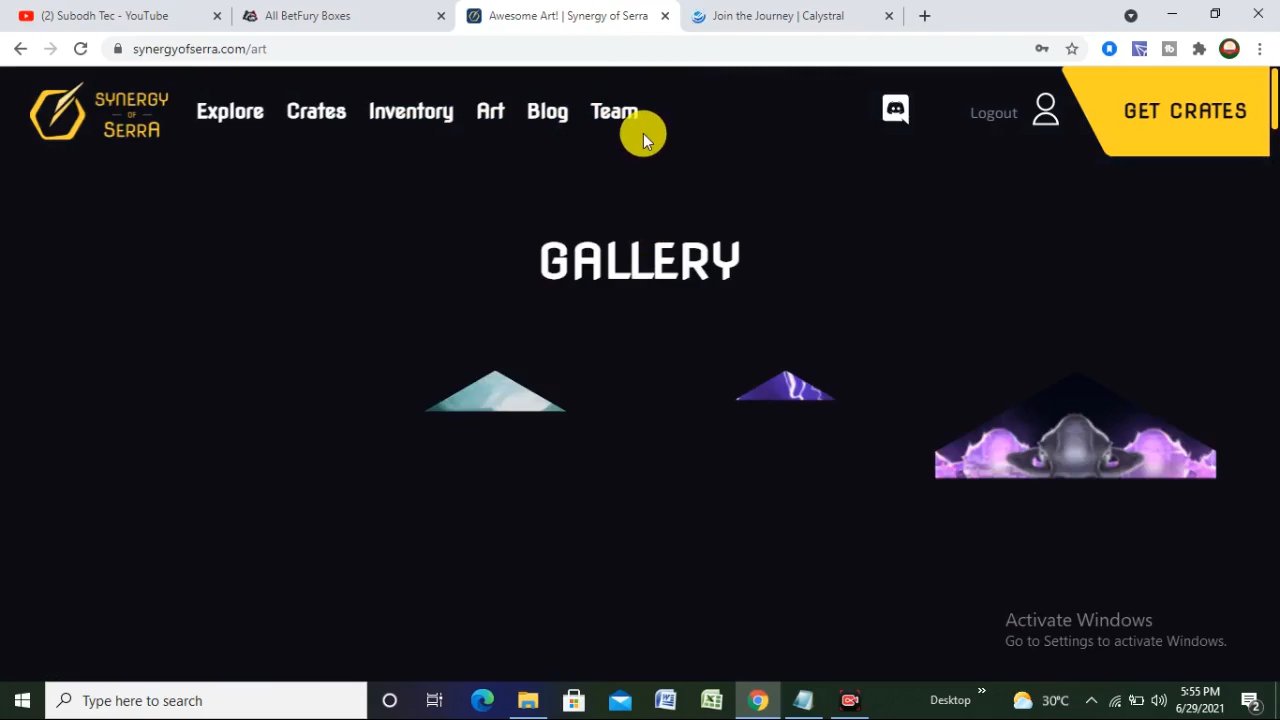 (2) Subodh Tec - YouTube
All BetFury Boxes
Awesome Art! | Synergy of Serra
Join the Journey | Calystral
synergyofserra.com/art
SYNERGY
OF
SERRA
Explore
Crates
Inventory
Art
Blog
Team
Logout
GET CRATES
GALLERY
Activate Windows
Go to Settings to activate Windows.
Type here to search
Desktop
30°C
5:55 PM
6/29/2021
2